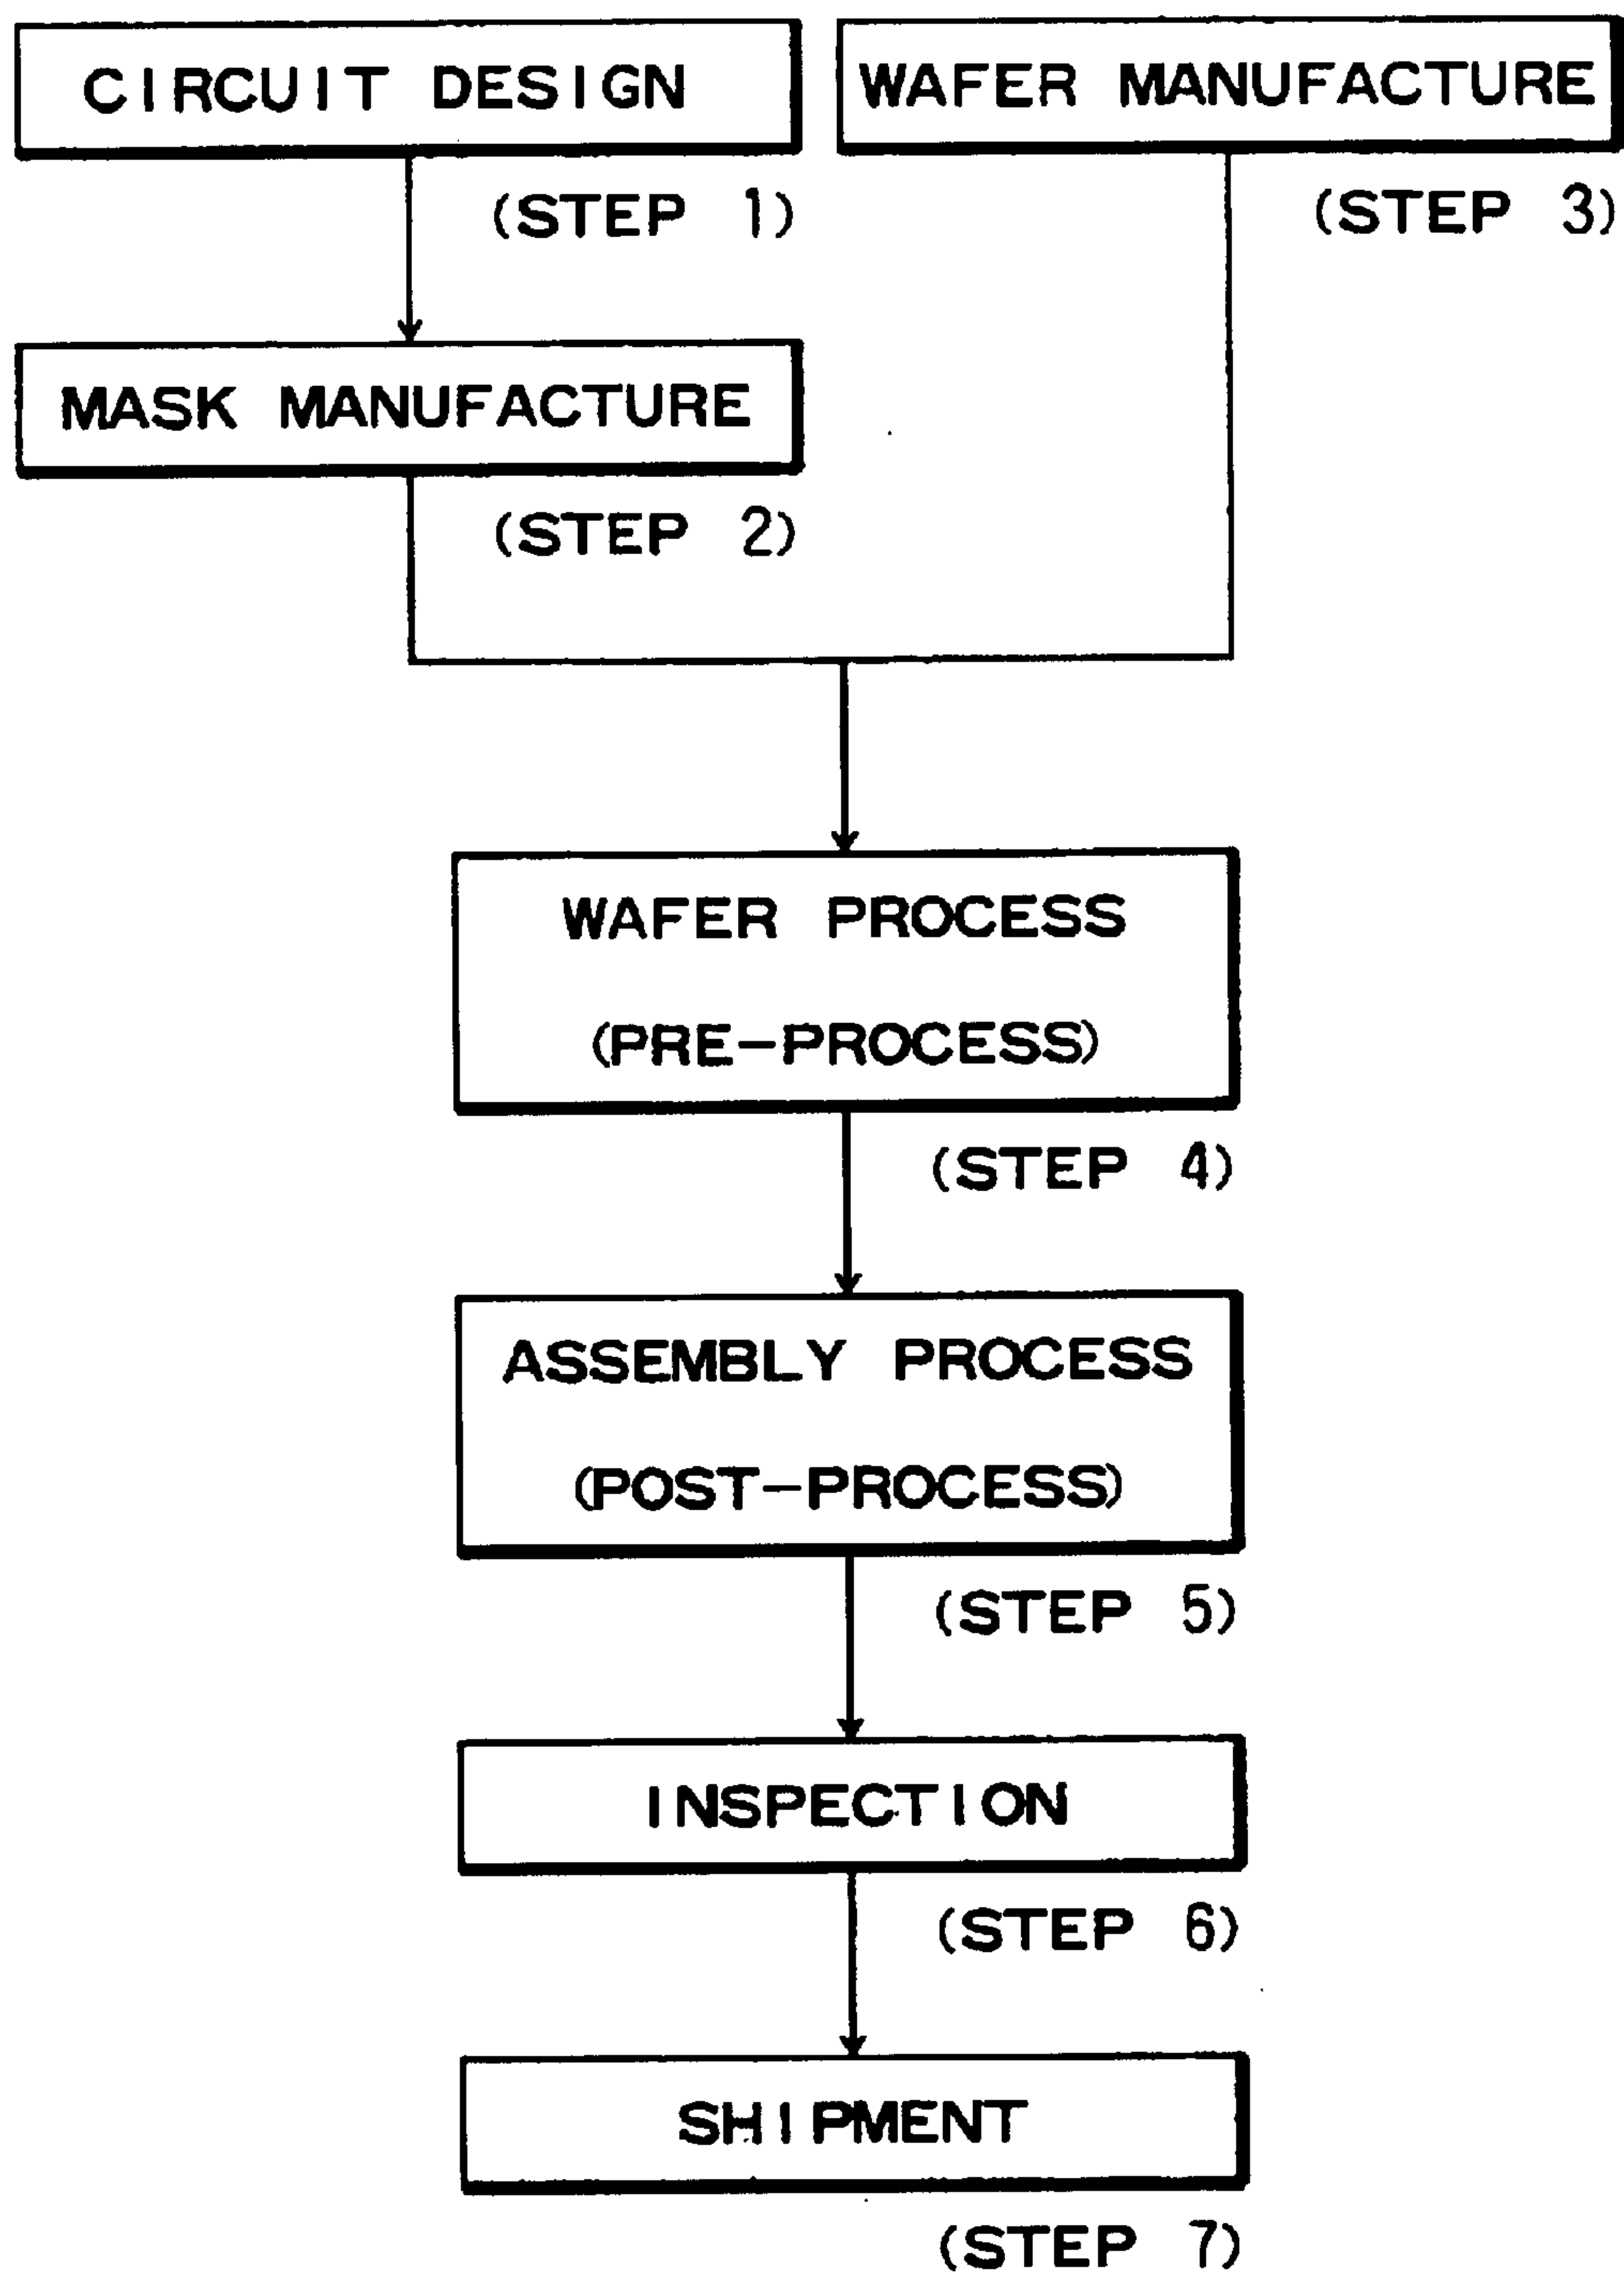 CIRCUIT DESIGN
(STEP 1)
WAFER MANUFACTURE
(STEP 3)
MASK MANUFACTURE
(STEP 2)
WAFER PROCESS
(PRE-PROCESS)
(STEP 4)
ASSEMBLY PROCESS
(POST-PROCESS)
(STEP 5)
INSPECTION
(STEP 6)
SHIPMENT
(STEP 7)